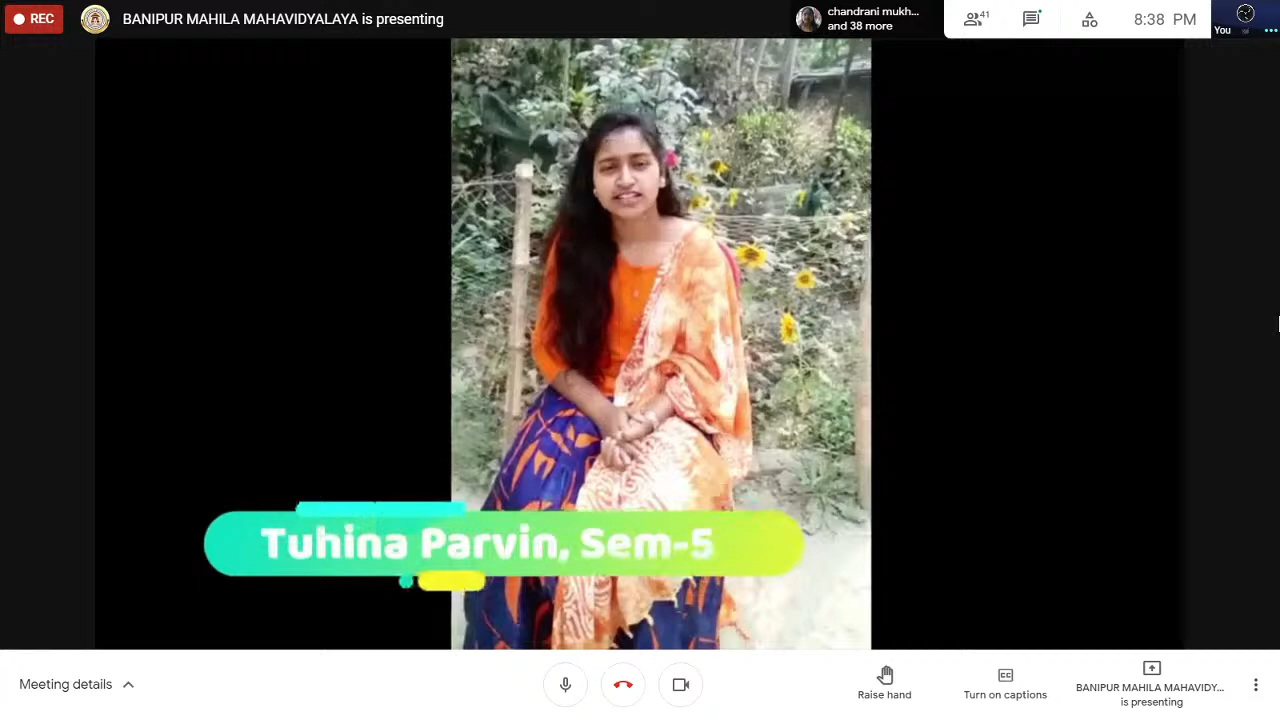 REC
BANIPUR MAHILA MAHAVIDYALAYA is presenting
chandrani mukh...
and 38 more
41
8:38 PM
You
Tuhina Parvin, Sem-5
Meeting details
Raise hand
CC
Turn on captions
BANIPUR MAHILA MAHAVIDY...
is presenting